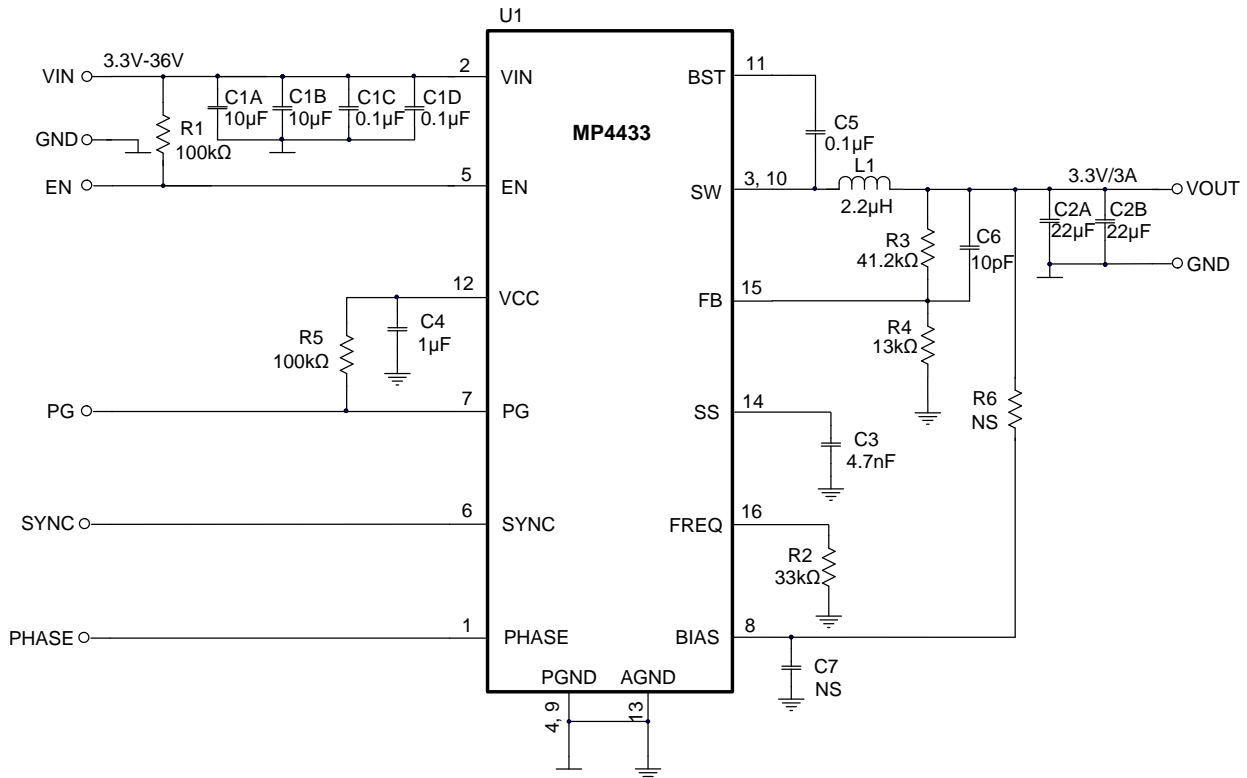 U1
MP4433
VIN
3.3V-36V
2
VIN
C1A
10µF
C1B
10µF
C1C
0.1µF
C1D
0.1µF
GND
R1
100kΩ
EN
5
EN
12
VCC
C4
1µF
R5
100kΩ
PG
7
PG
SYNC
6
SYNC
PHASE
1
PHASE
PGND
4, 9
AGND
13
BST
11
C5
0.1µF
SW
3, 10
L1
2.2µH
3.3V/3A
VOUT
C2A
22µF
C2B
22µF
GND
R3
41.2kΩ
C6
10pF
FB
15
R4
13kΩ
R6
NS
SS
14
C3
4.7nF
FREQ
16
R2
33kΩ
BIAS
8
C7
NS